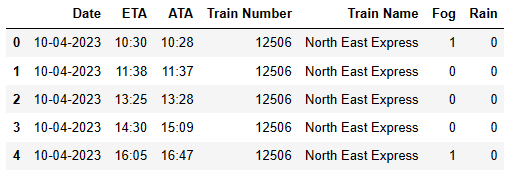 Date ETA ATA Train Number Train Name Fog Rain
0 10-04-2023 10:30 10:28 12506 North East Express 1 0
1 10-04-2023 11:38 11:37 12506 North East Express 0 0
2 10-04-2023 13:25 13:28 12506 North East Express 0 0
3 10-04-2023 14:30 15:09 12506 North East Express 0 0
4 10-04-2023 16:05 16:47 12506 North East Express 1 0